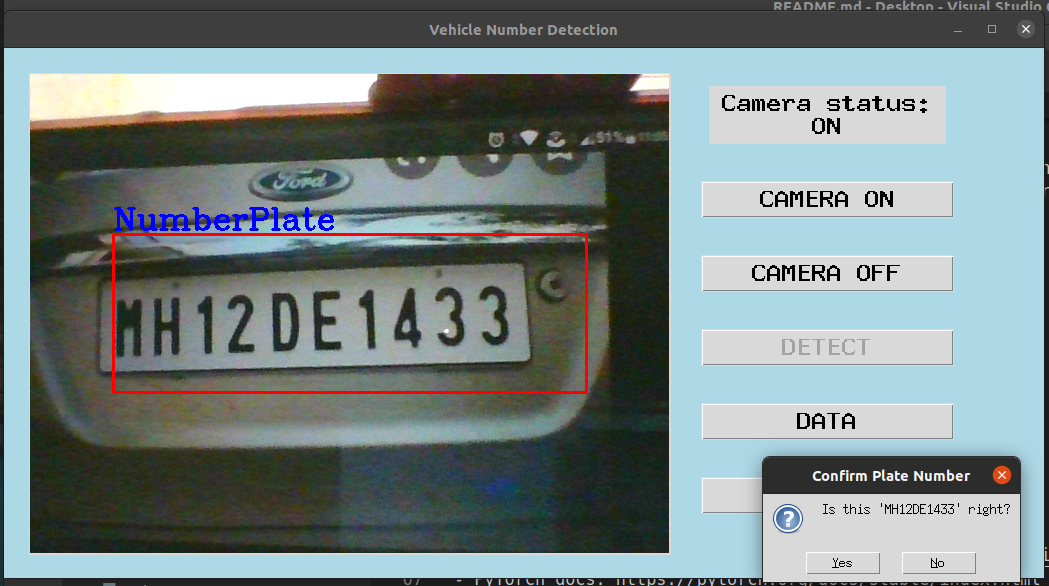 README.md - Desktop - Visual Studio
Vehicle Number Detection
51%
Ford
NumberPlate
MH12DE1433
Camera status:
ON
CAMERA ON
CAMERA OFF
DETECT
DATA
Confirm Plate Number
?
Is this 'MH12DE1433' right?
Yes
No
67 - PyTorch docs: https://pytorch.org/docs/stable/index.html